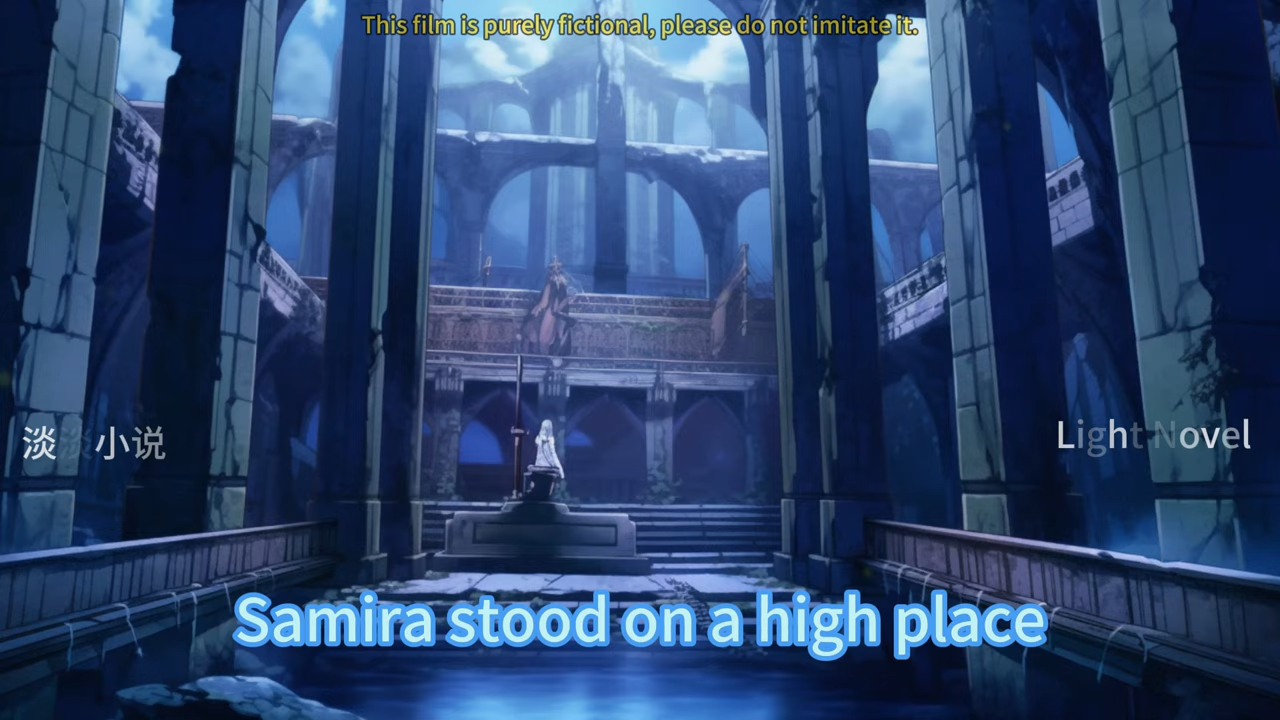 This film is purely fictional, please do not imitate it.
淡淡小说
Light Novel
Samira stood on a high place